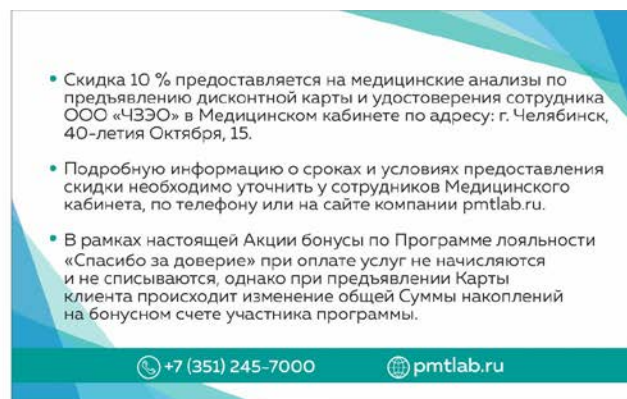 • Скидка 10 % предоставляется на медицинские анализы по
предъявлению дисконтной карты и удостоверения сотрудника
ООО «ЧЗЭО» в Медицинском кабинете по адресу: г. Челябинск,
40-летия Октября, 15.
• Подробную информацию о сроках и условиях предоставления
скидки необходимо уточнить у сотрудников Медицинского
кабинета, по телефону или на сайте компании pmtlab.ru.
• В рамках настоящей Акции бонусы по Программе лояльности
«Спасибо за доверие» при оплате услуг не начисляются
и не списываются, однако при предъявлении Карты
клиента происходит изменение общей Суммы накоплений
на бонусном счете участника программы.
+7 (351) 245-7000 pmtlab.ru